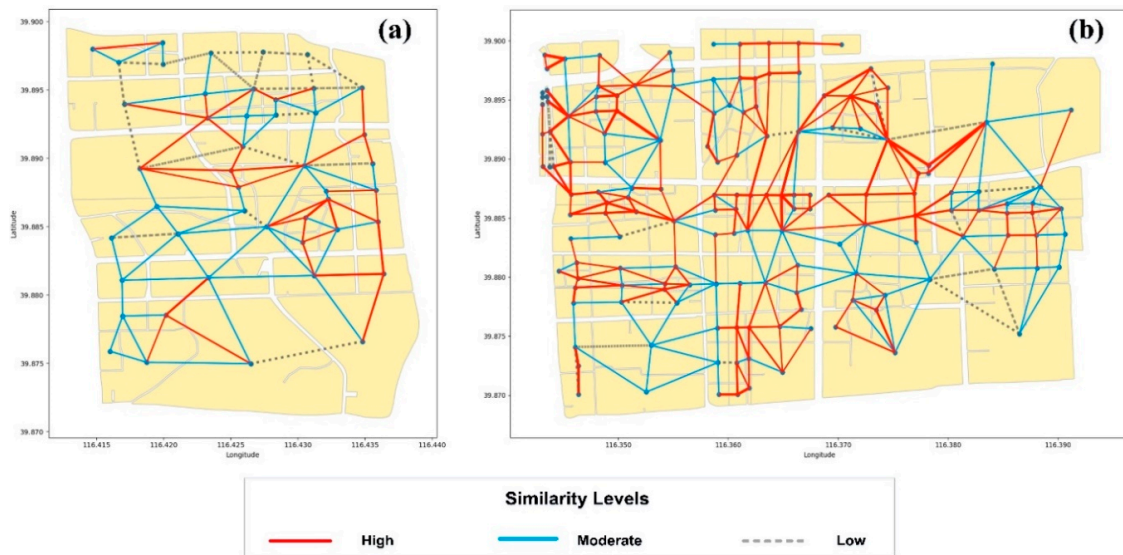 (a)
39.900
39.895
39.890
39.885
39.880
39.875
39.870
Latitude
116.415
116.420
116.425
116.430
116.435
116.440
Longitude
(b)
39.900
39.895
39.890
39.885
39.880
39.875
39.870
Latitude
116.350
116.360
116.370
116.380
116.390
Longitude
Similarity Levels
High
Moderate
Low